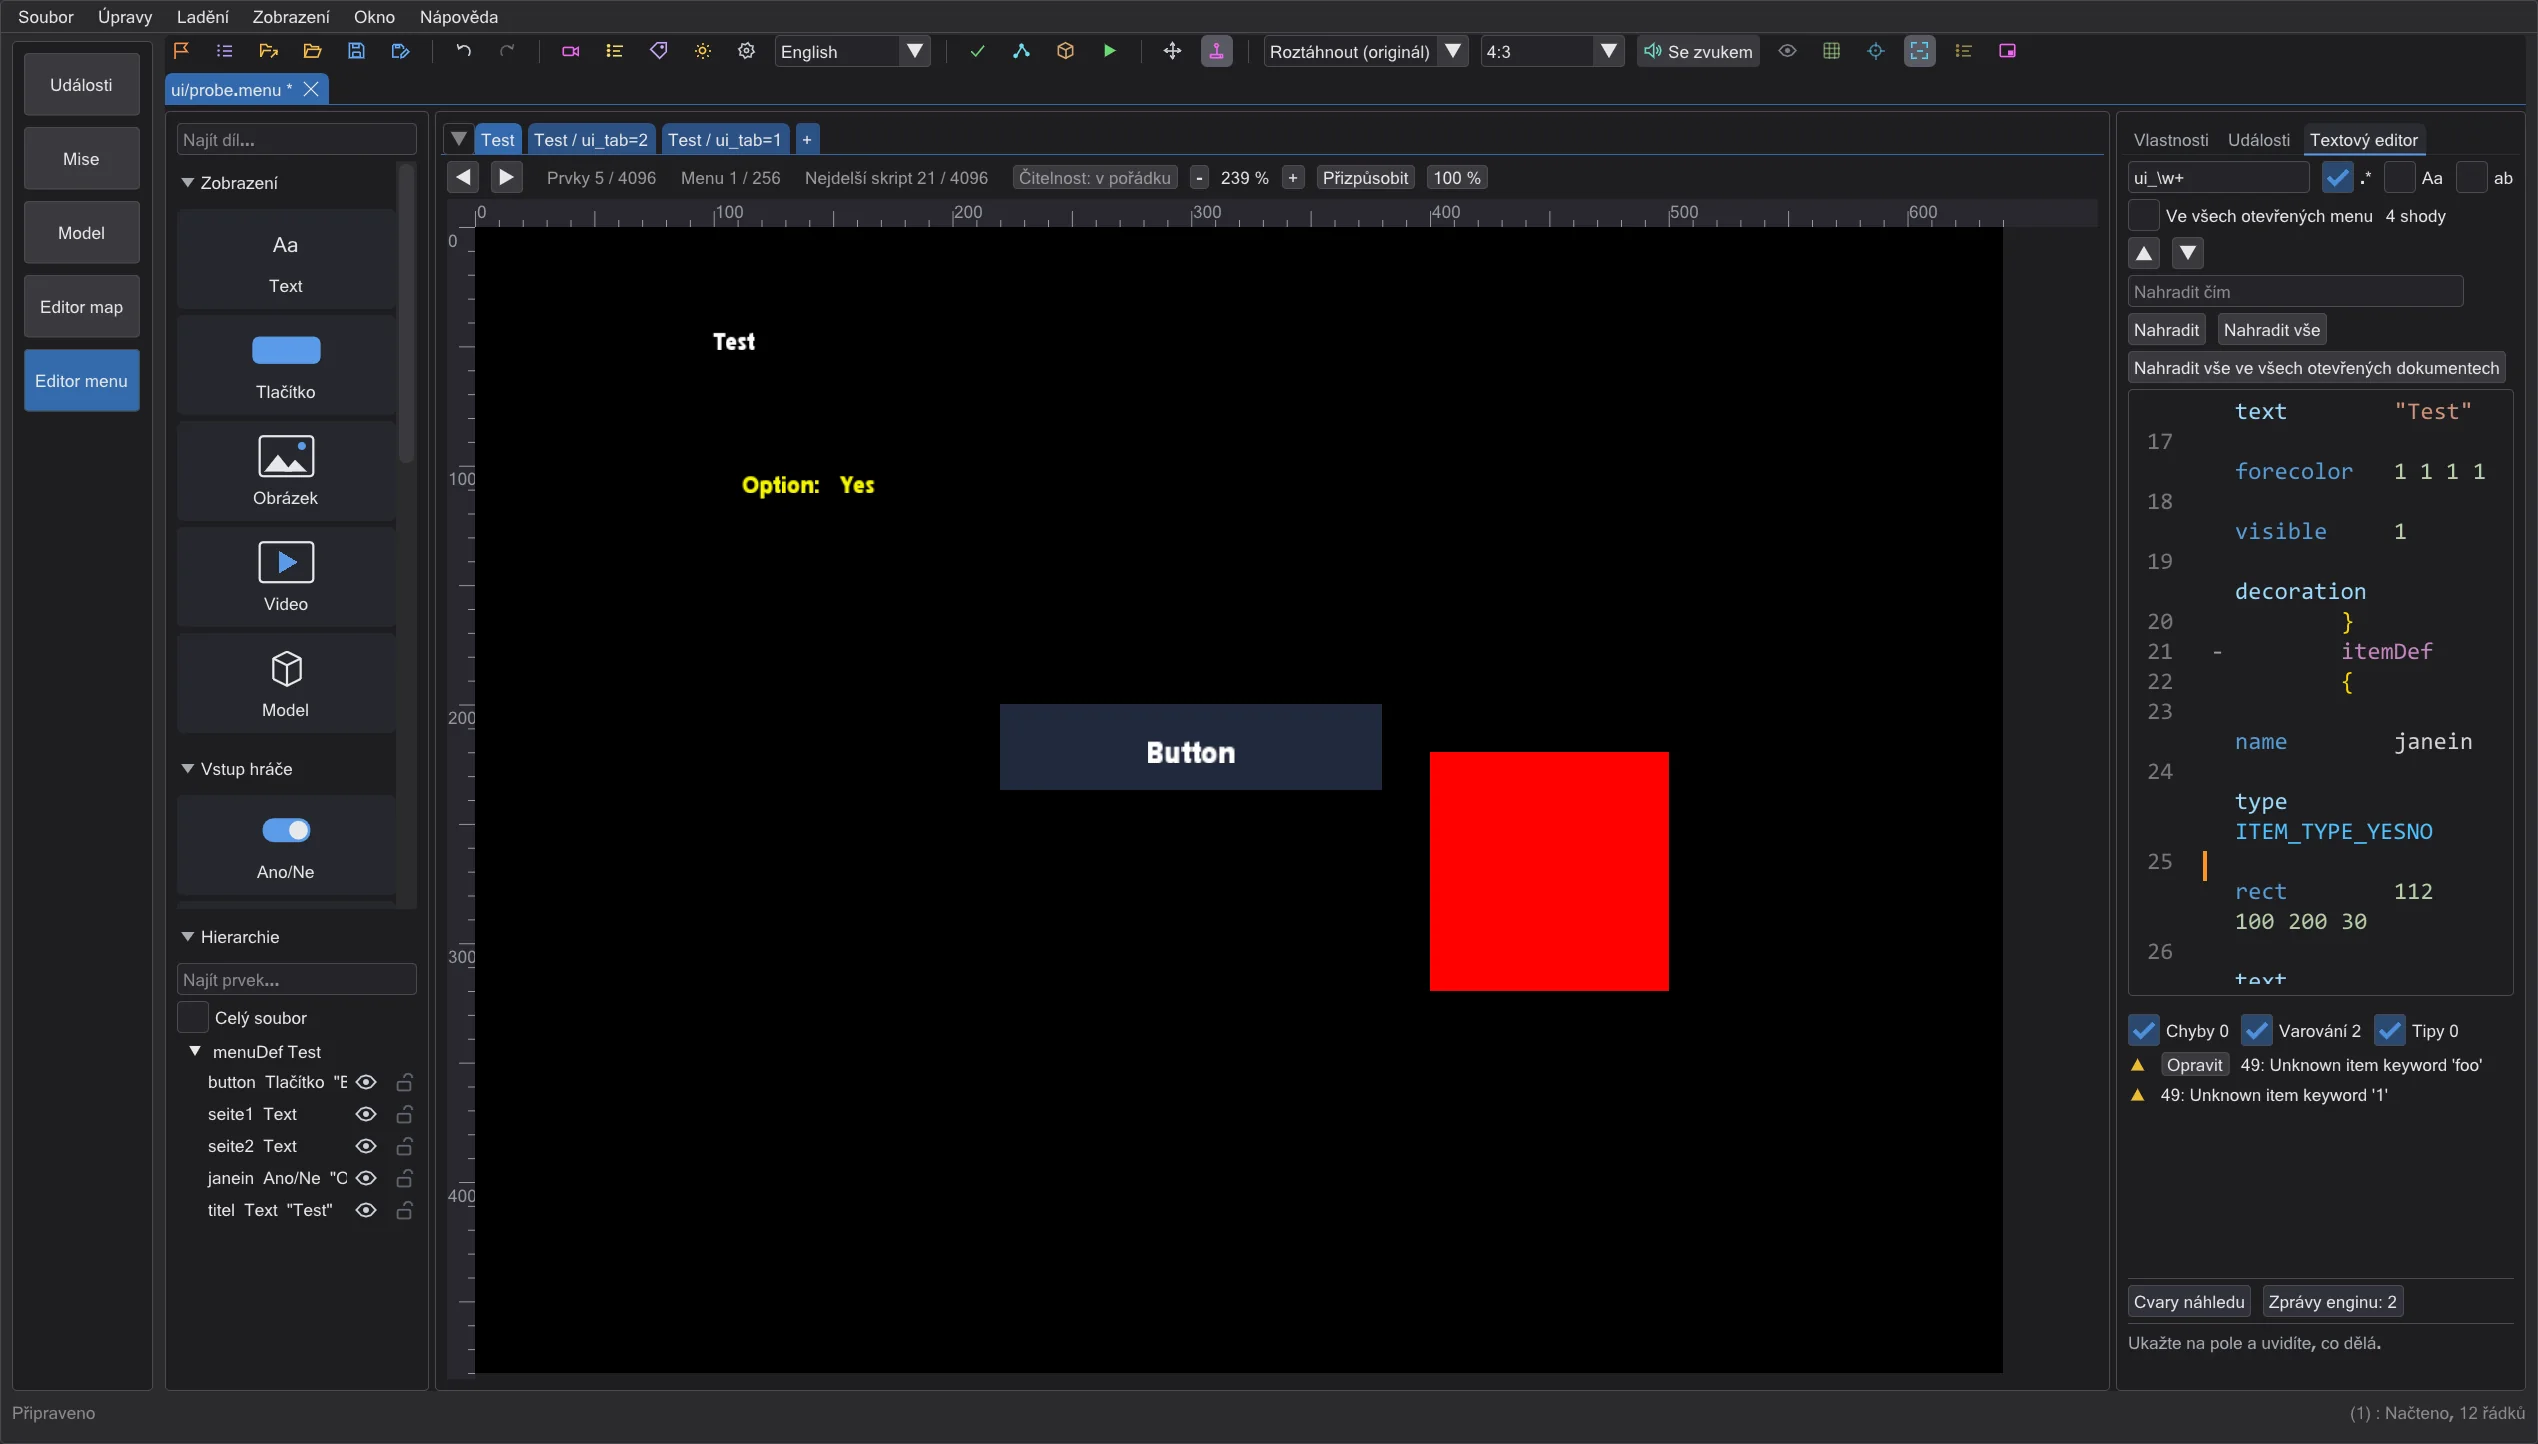 Soubor Úpravy Ladění Zobrazení Okno Nápověda
English Roztáhnout (originál) 4:3 Se zvukem
Události
Mise
Model
Editor map
Editor menu
ui/probe.menu *
Najít díl...
Zobrazení
Aa
Text
Tlačítko
Obrázek
Video
Model
Vstup hráče
Ano/Ne
Hierarchie
Najít prvek...
Celý soubor
menuDef Test
button Tlačítko "E
seite1 Text
seite2 Text
janein Ano/Ne "O
titel Text "Test"
Test Test / ui_tab=2 Test / ui_tab=1 +
Prvky 5 / 4096 Menu 1 / 256 Nejdelší skript 21 / 4096 Čitelnost: v pořádku - 239 % + Přizpůsobit 100 %
0 100 200 300 400 500 600
0
100
200
300
400
Test
Option: Yes
Button
Vlastnosti Události Textový editor
ui_\w+ .* Aa ab
Ve všech otevřených menu 4 shody
Nahradit čím
Nahradit Nahradit vše
Nahradit vše ve všech otevřených dokumentech
text "Test"
17
forecolor 1 1 1 1
18
visible 1
19
decoration
20 }
21 - itemDef
22 {
23
name janein
24
type
ITEM_TYPE_YESNO
25
rect 112
100 200 30
26
text
Chyby 0 Varování 2 Tipy 0
Opravit 49: Unknown item keyword 'foo'
49: Unknown item keyword '1'
Cvary náhledu Zprávy enginu: 2
Ukažte na pole a uvidíte, co dělá.
Připraveno
(1) : Načteno, 12 řádků